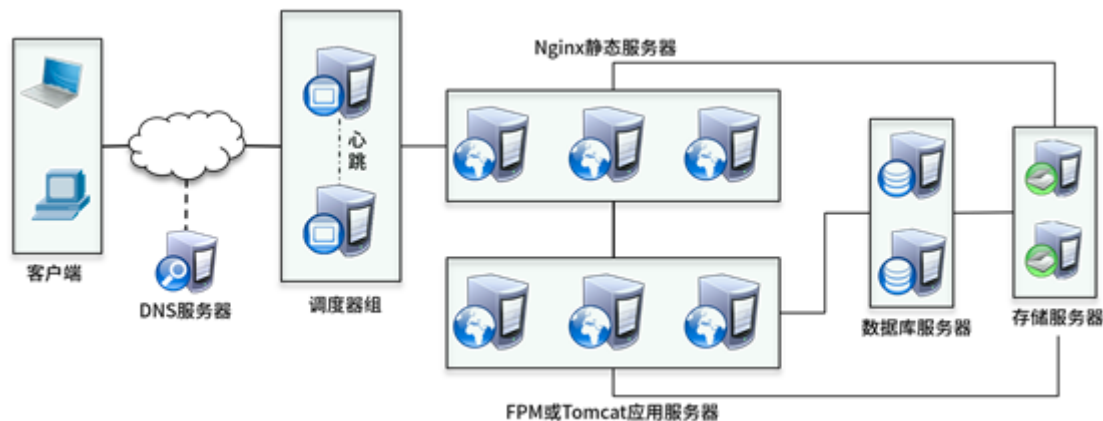 Nginx静态服务器
心跳
客户端
DNS服务器
调度器组
数据库服务器
存储服务器
FPM或Tomcat应用服务器